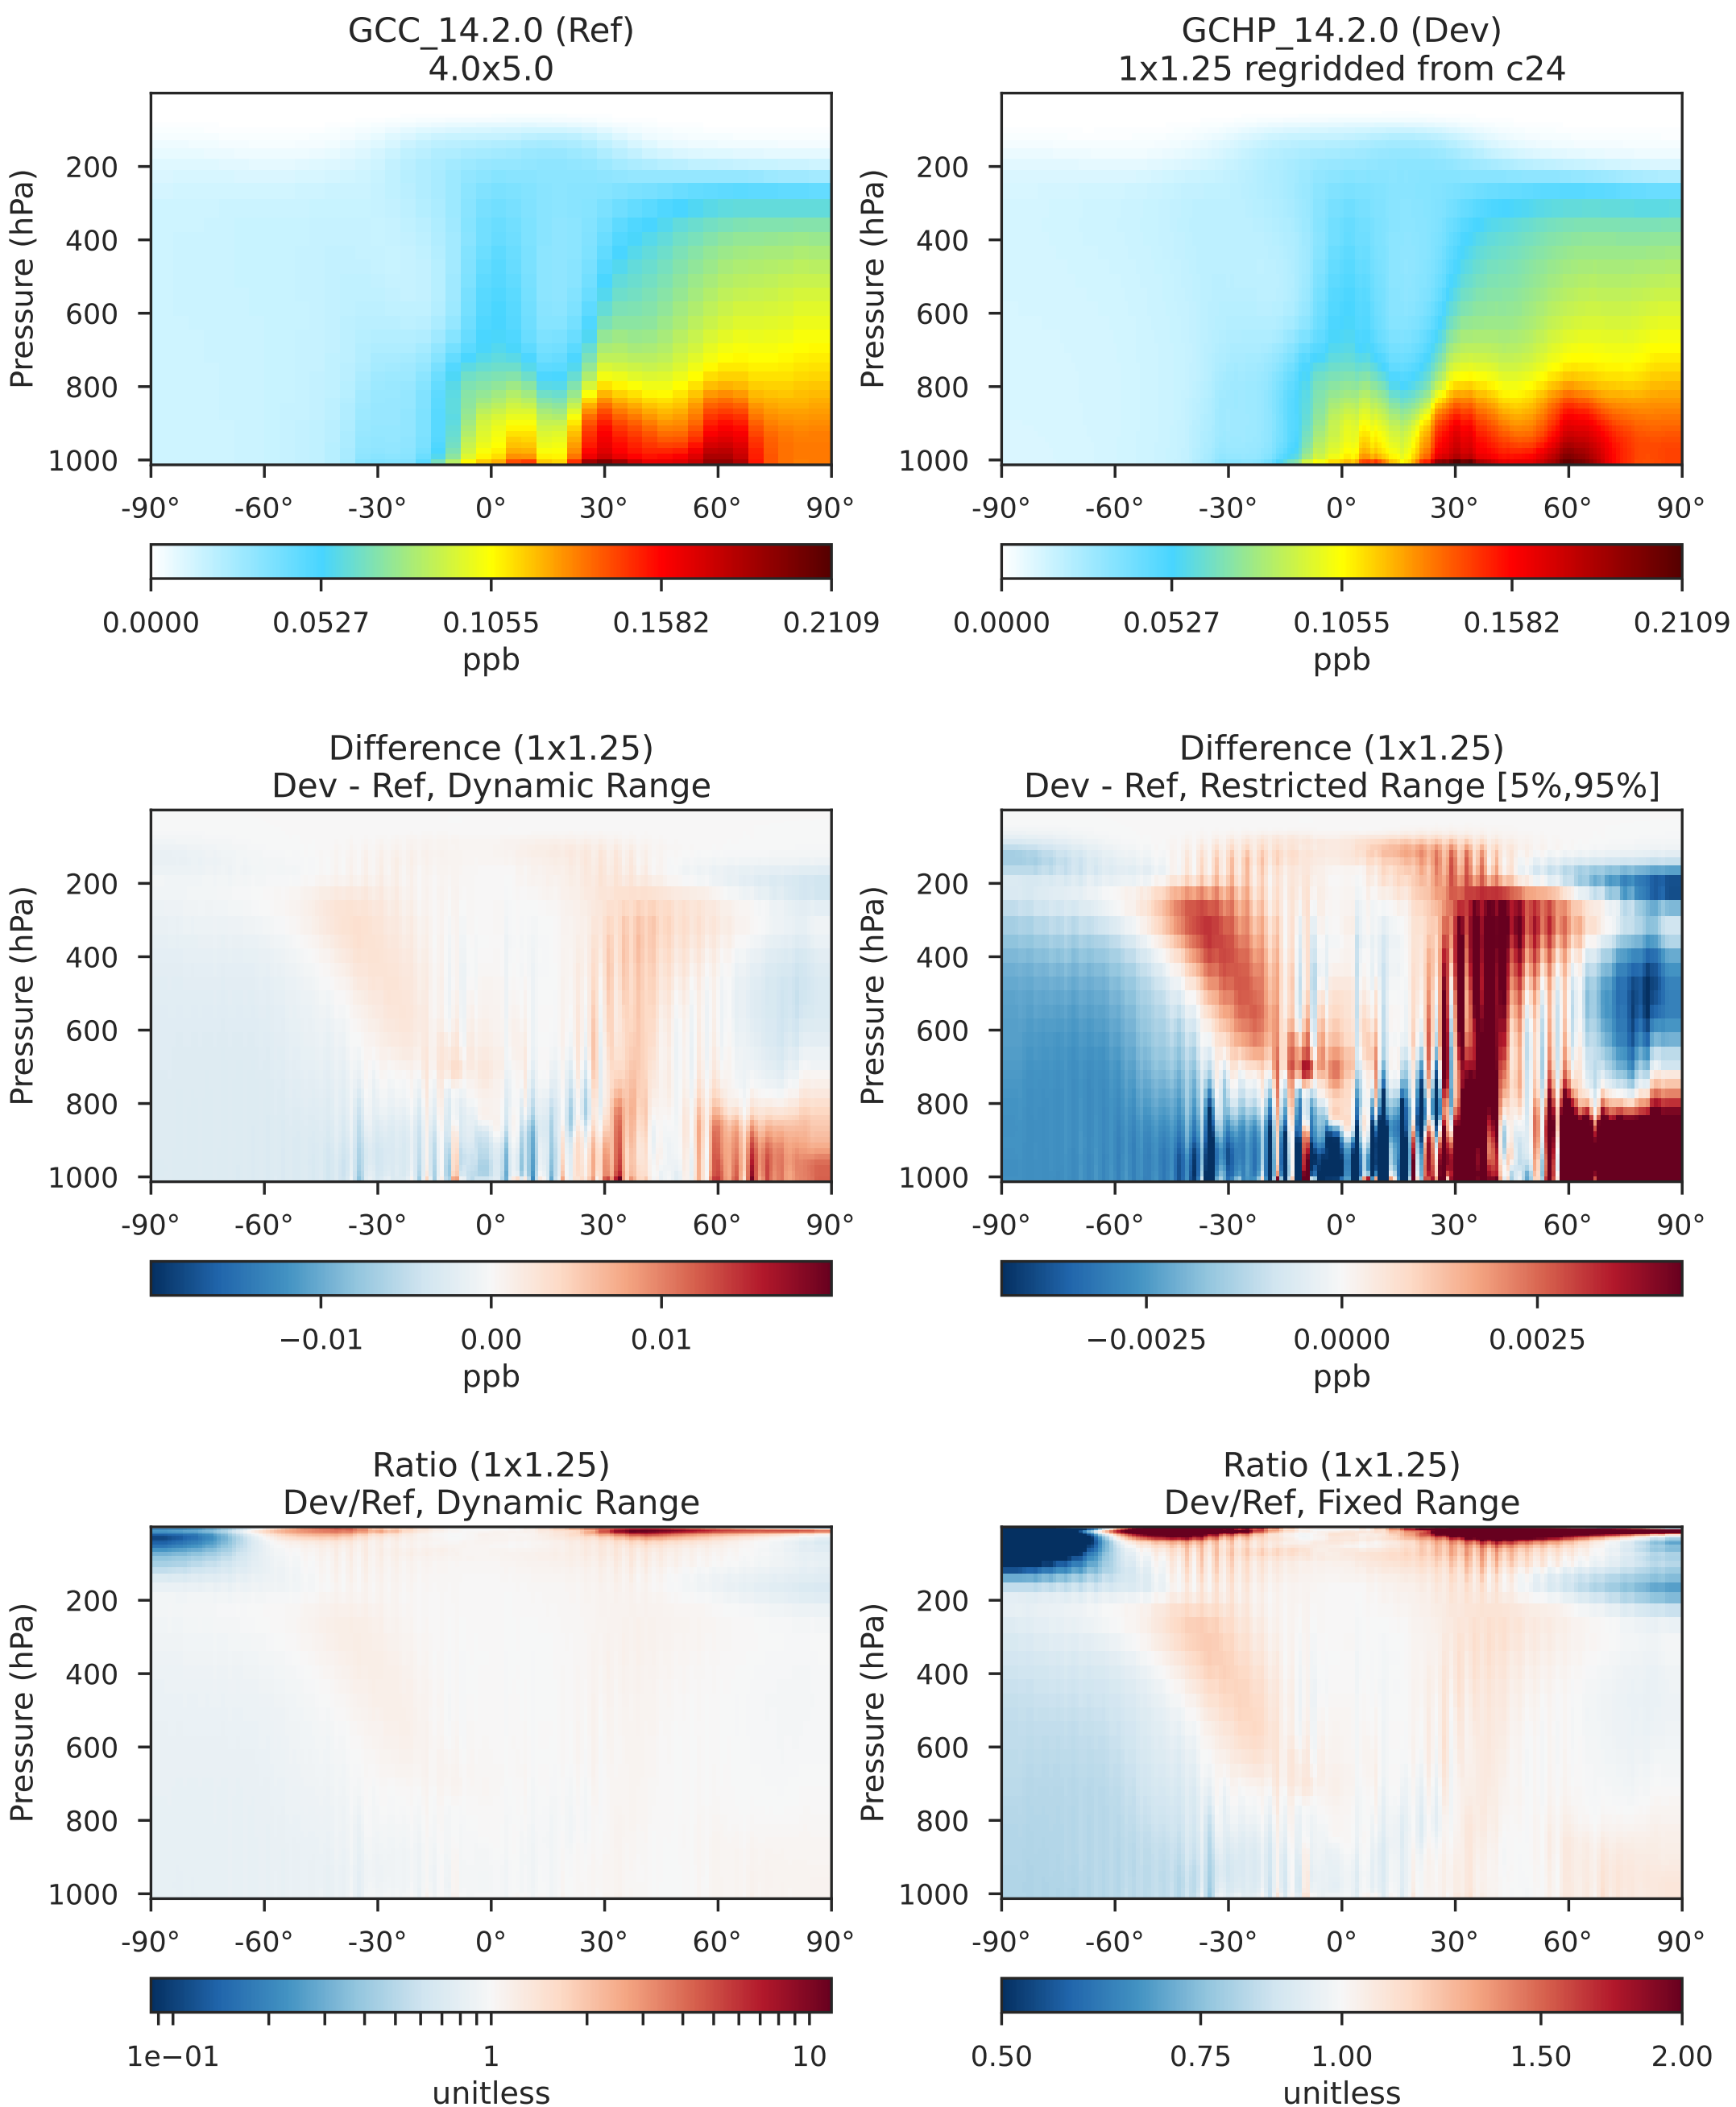 GCC_14.2.0 (Ref)
4.0x5.0
GCHP_14.2.0 (Dev)
1x1.25 regridded from c24
Pressure (hPa)
200
400
600
800
1000
-90° -60° -30° 0° 30° 60° 90°
0.0000 0.0527 0.1055 0.1582 0.2109
ppb
Pressure (hPa)
200
400
600
800
1000
-90° -60° -30° 0° 30° 60° 90°
0.0000 0.0527 0.1055 0.1582 0.2109
ppb
Difference (1x1.25)
Dev - Ref, Dynamic Range
Pressure (hPa)
200
400
600
800
1000
-90° -60° -30° 0° 30° 60° 90°
−0.01 0.00 0.01
ppb
Difference (1x1.25)
Dev - Ref, Restricted Range [5%,95%]
Pressure (hPa)
200
400
600
800
1000
-90° -60° -30° 0° 30° 60° 90°
−0.0025 0.0000 0.0025
ppb
Ratio (1x1.25)
Dev/Ref, Dynamic Range
Pressure (hPa)
200
400
600
800
1000
-90° -60° -30° 0° 30° 60° 90°
1e−01 1 10
unitless
Ratio (1x1.25)
Dev/Ref, Fixed Range
Pressure (hPa)
200
400
600
800
1000
-90° -60° -30° 0° 30° 60° 90°
0.50 0.75 1.00 1.50 2.00
unitless